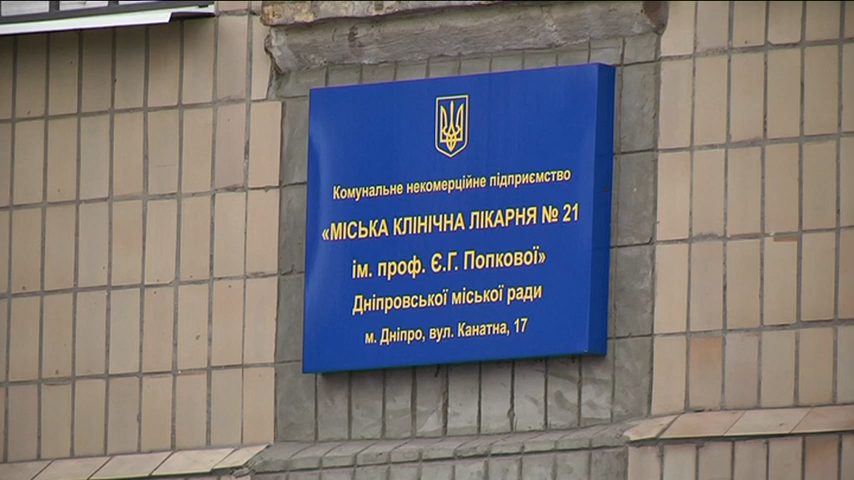 Комунальне некомерційне підприємство
«МІСЬКА КЛІНІЧНА ЛІКАРНЯ № 21
ім. проф. Є.Г. Попкової»
Дніпровської міської ради
м. Дніпро, вул. Канатна, 17